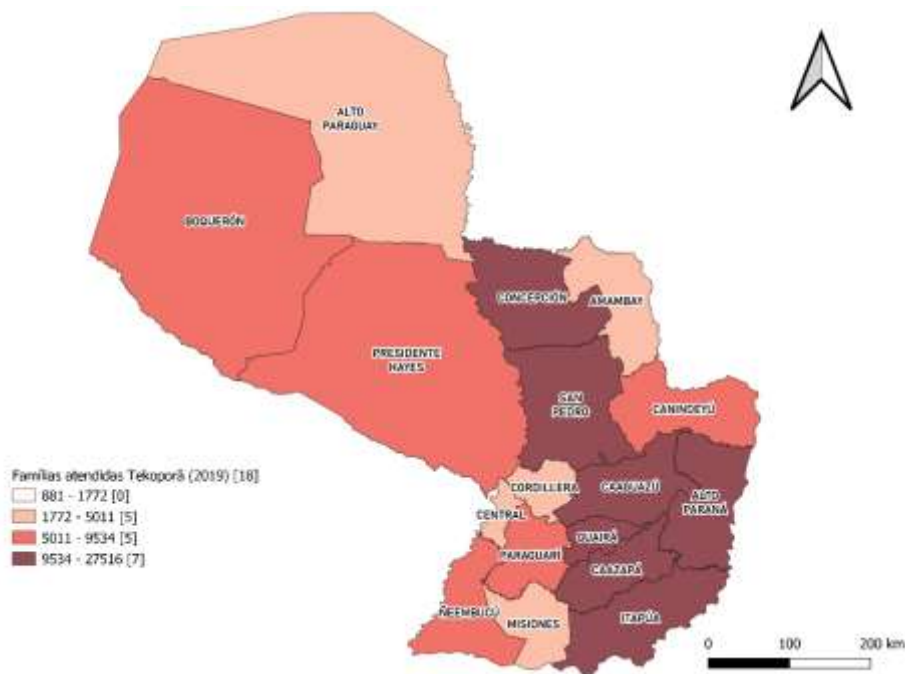 ALTO
PARAGUAY
BOQUERÓN
CONCEPCIÓN
AMAMBAY
PRESIDENTE
HAYES
SAN
PEDRO
CANINDEYÚ
Famílias atendidas Tekoporã (2019) [18]
881 - 1772 [0]
1772 - 5011 [5]
5011 - 9534 [5]
9534 - 27516 [7]
CORDILLERA
CAAGUAZÚ
ALTO
PARANÁ
CENTRAL
GUAIRÁ
PARAGUARÍ
CAAZAPÁ
ÑEEMBUCÚ
MISIONES
ITAPÚA
0 100 200 km